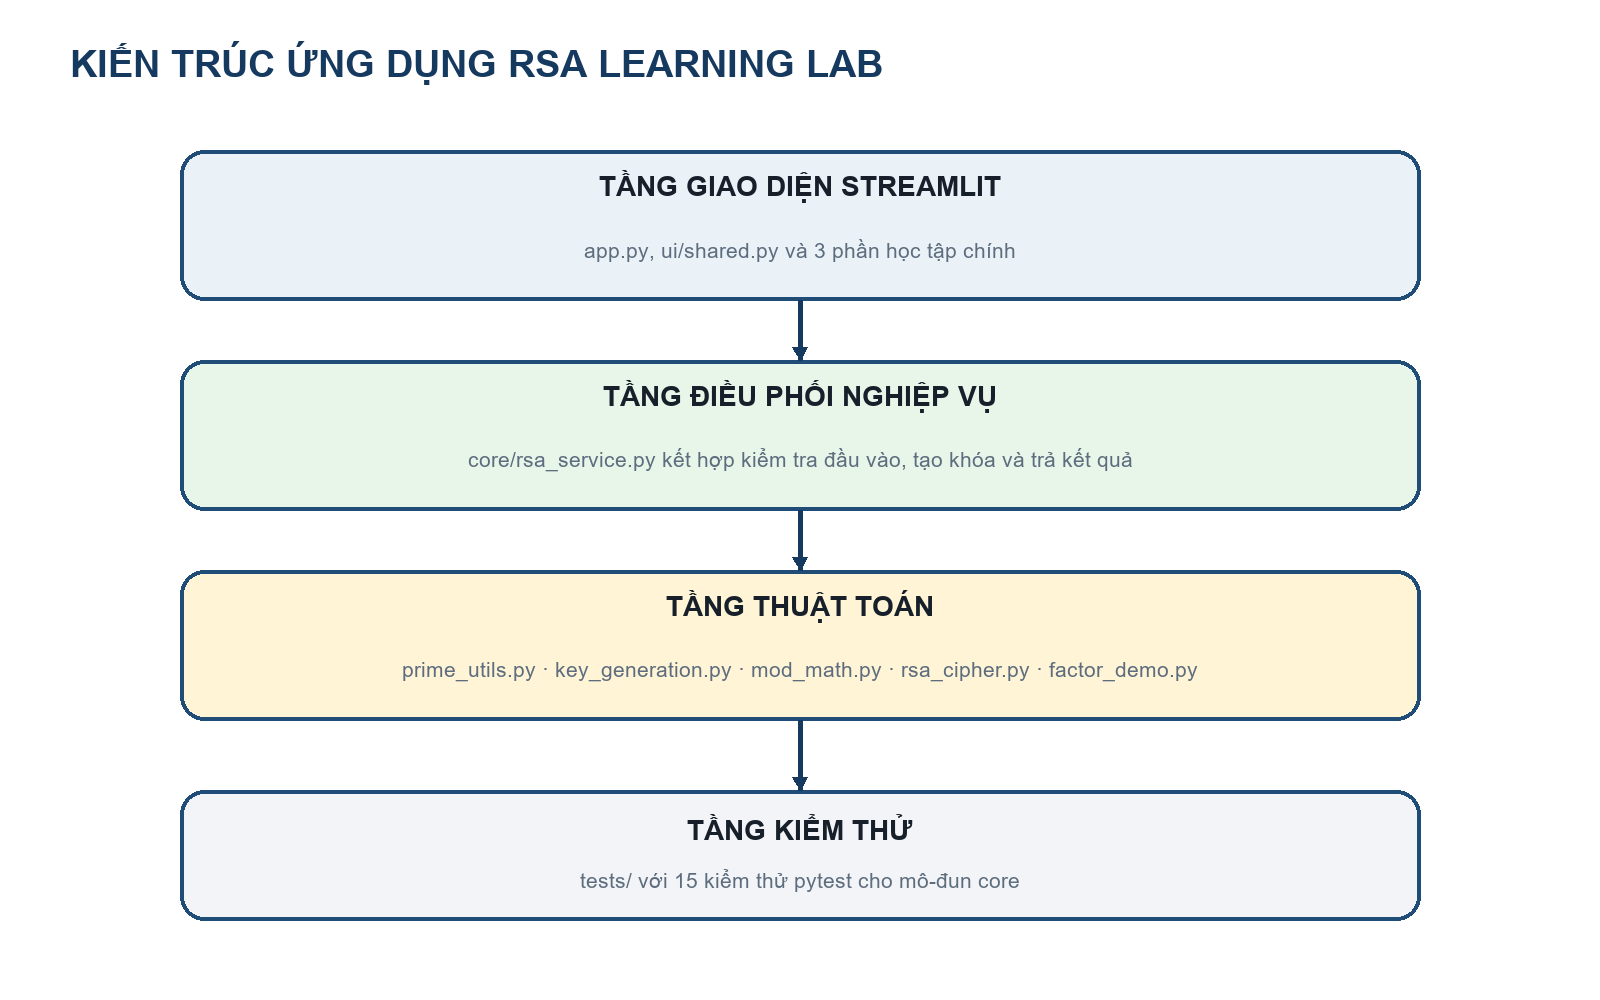 KIẾN TRÚC ỨNG DỤNG RSA LEARNING LAB
TẦNG GIAO DIỆN STREAMLIT
app.py, ui/shared.py và 3 phần học tập chính
TẦNG ĐIỀU PHỐI NGHIỆP VỤ
core/rsa_service.py kết hợp kiểm tra đầu vào, tạo khóa và trả kết quả
TẦNG THUẬT TOÁN
prime_utils.py · key_generation.py · mod_math.py · rsa_cipher.py · factor_demo.py
TẦNG KIỂM THỬ
tests/ với 15 kiểm thử pytest cho mô-đun core